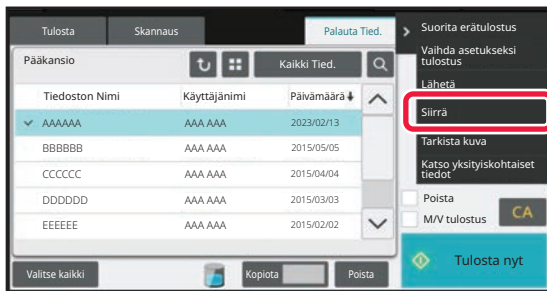 Tulosta
Skannaus
Palauta Tied.
Pääkansio
Kaikki Tied.
Tiedoston Nimi
Käyttäjänimi
Päivämäärä
AAAAAA
AAA AAA
2023/02/13
BBBBBB
AAA AAA
2015/05/05
CCCCCC
AAA AAA
2015/04/04
DDDDDD
AAA AAA
2015/03/03
EEEEEE
AAA AAA
2015/02/02
Valitse kaikki
Kopiota
Poista
Suorita erätulostus
Vaihda asetukseksi
tulostus
Lähetä
Siirrä
Tarkista kuva
Katso yksityiskohtaiset
tiedot
Poista
M/V tulostus
CA
Tulosta nyt